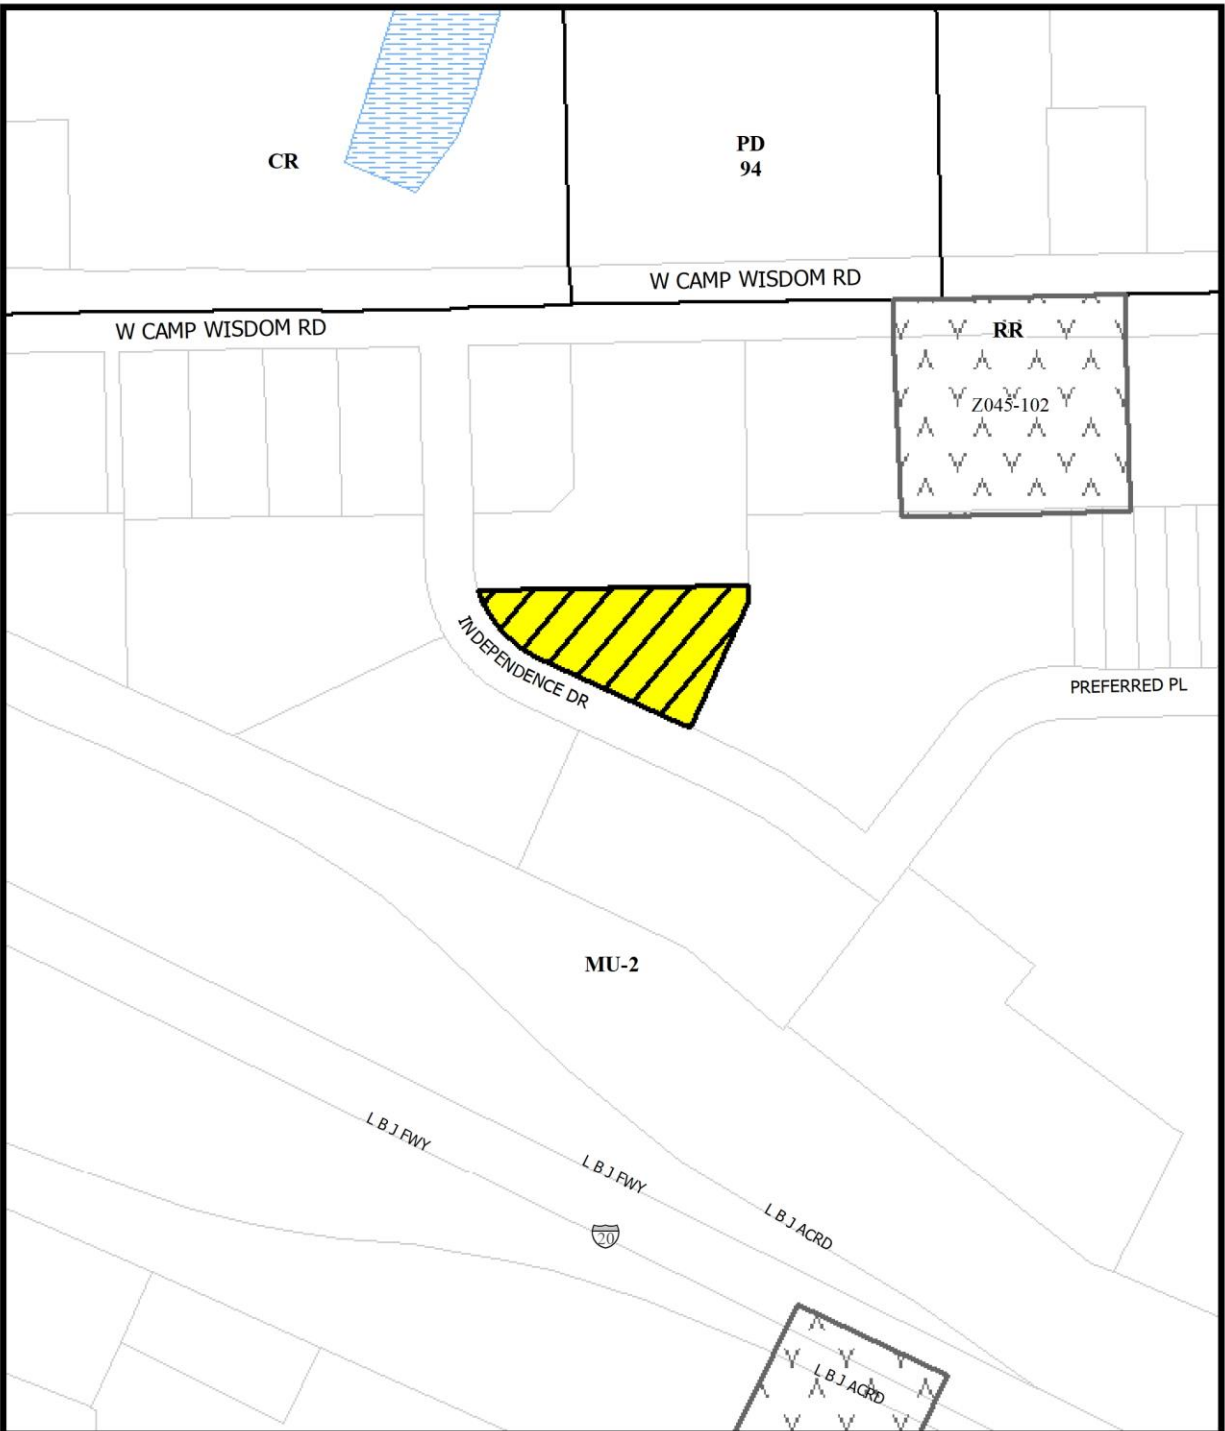 PD
94
CR
W CAMP WISDOM RD
W CAMP WISDOM RD
RR
Z045-102
INDEPENDENCE DR
PREFERRED PL
MU-2
L B J FWY
L B J FWY
L B J ACRD
20
L B J ACRD